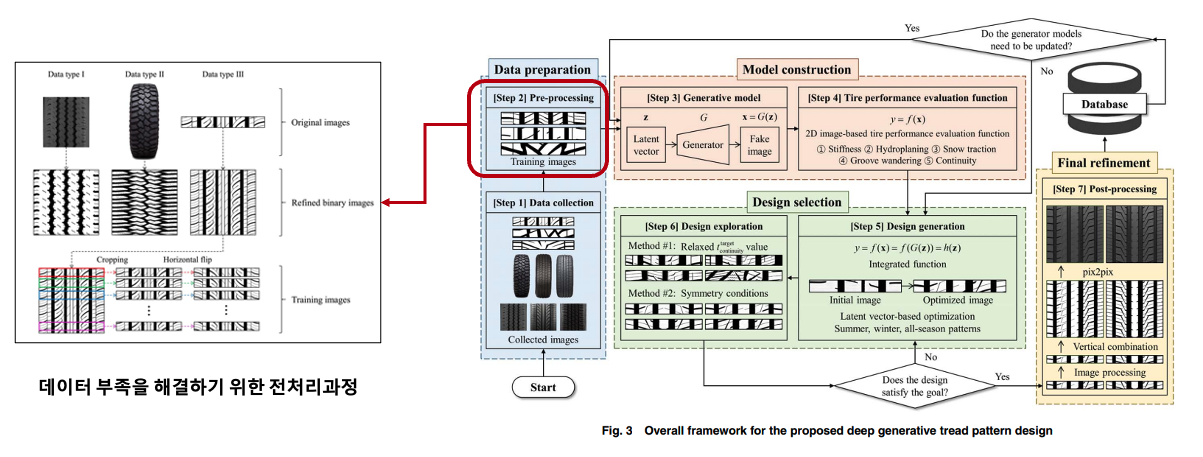 Data type I
Data type II
Data type III
Original images
Refined binary images
Cropping
Horizontal flip
Training images
데이터 부족을 해결하기 위한 전처리과정
Data preparation
[Step 2] Pre-processing
Training images
[Step 1] Data collection
Collected images
Start
Model construction
[Step 3] Generative model
z
G
x = G(z)
Latent
vector
Generator
Fake
image
[Step 4] Tire performance evaluation function
y = f(x)
2D image-based tire performance evaluation function
① Stiffness ② Hydroplaning ③ Snow traction
④ Groove wandering ⑤ Continuity
Yes
Do the generator models
need to be updated?
No
Database
Design selection
[Step 6] Design exploration
Method #1: Relaxed t target continuity value
Method #2: Symmetry conditions
[Step 5] Design generation
y = f(x) = f(G(z)) = h(z)
Integrated function
Initial image
Optimized image
Latent vector-based optimization
Summer, winter, all-season patterns
No
Does the design
satisfy the goal?
Yes
Final refinement
[Step 7] Post-processing
pix2pix
Vertical combination
Image processing
Fig. 3 Overall framework for the proposed deep generative tread pattern design